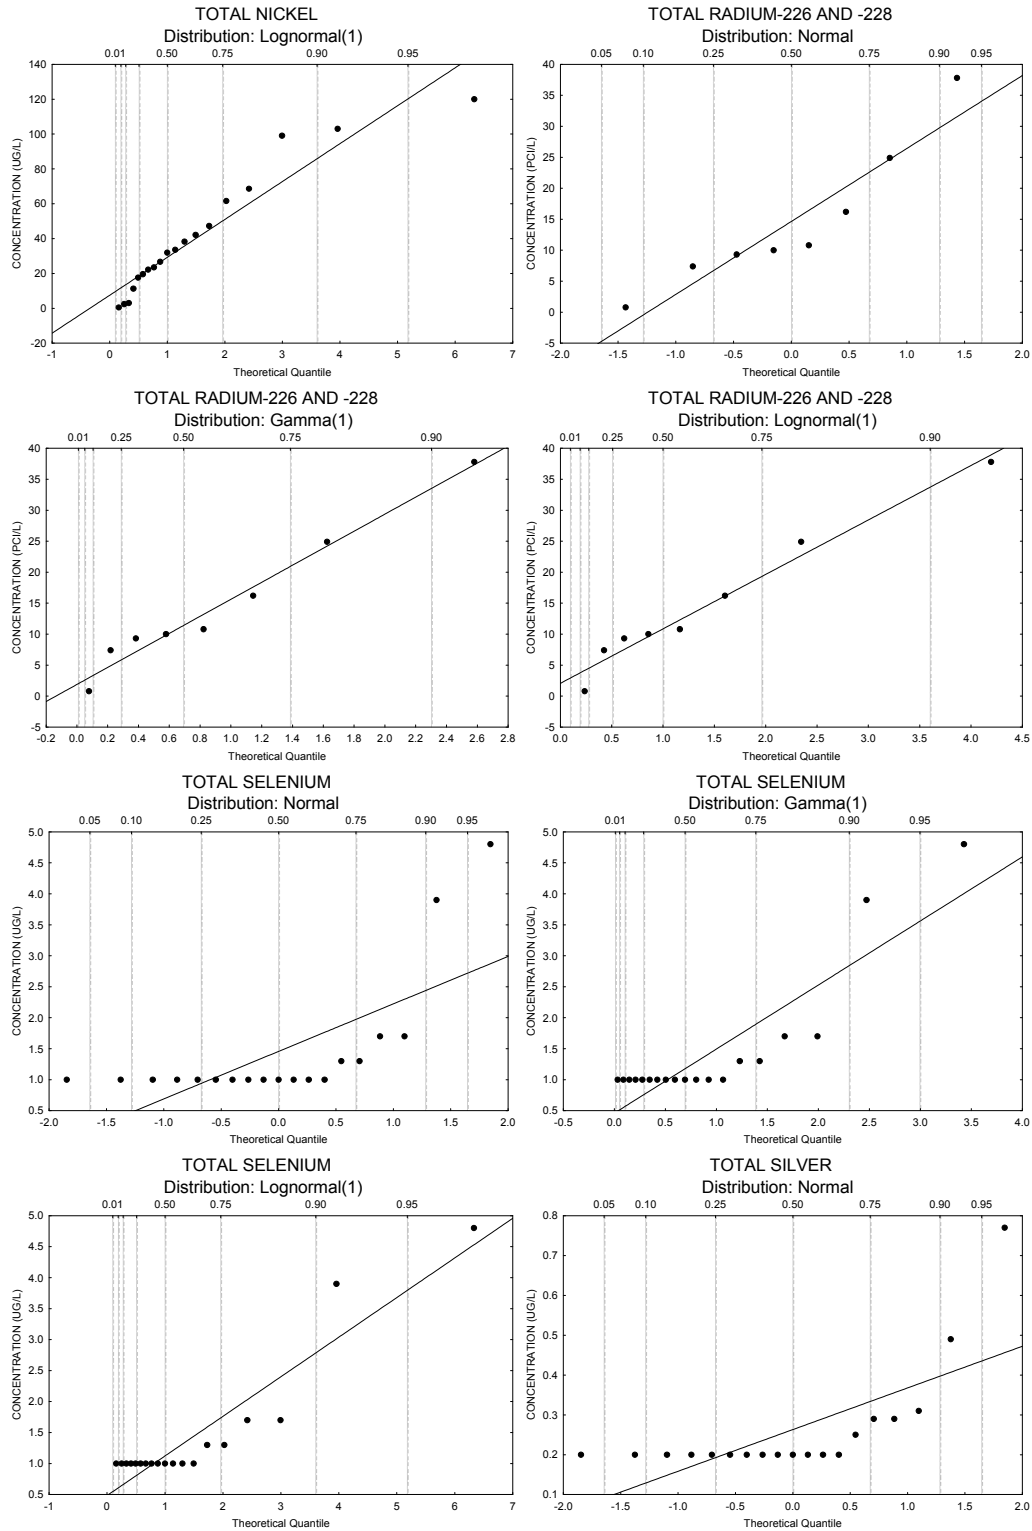 TOTAL NICKEL
Distribution: Lognormal(1)
0.01 0.25 0.50 0.75 0.90 0.95
CONCENTRATION (UG/L)
140
120
100
80
60
40
20
0
-20
-1 0 1 2 3 4 5 6 7
Theoretical Quantile
TOTAL RADIUM-226 AND -228
Distribution: Normal
0.05 0.10 0.25 0.50 0.75 0.90 0.95
CONCENTRATION (PCI/L)
40
35
30
25
20
15
10
5
0
-5
-2.0 -1.5 -1.0 -0.5 0.0 0.5 1.0 1.5 2.0
Theoretical Quantile
TOTAL RADIUM-226 AND -228
Distribution: Gamma(1)
0.01 0.25 0.50 0.75 0.90
CONCENTRATION (PCI/L)
40
35
30
25
20
15
10
5
0
-5
-0.2 0.0 0.2 0.4 0.6 0.8 1.0 1.2 1.4 1.6 1.8 2.0 2.2 2.4 2.6 2.8
Theoretical Quantile
TOTAL RADIUM-226 AND -228
Distribution: Lognormal(1)
0.01 0.25 0.50 0.75 0.90
CONCENTRATION (PCI/L)
40
35
30
25
20
15
10
5
0
-5
0.0 0.5 1.0 1.5 2.0 2.5 3.0 3.5 4.0 4.5
Theoretical Quantile
TOTAL SELENIUM
Distribution: Normal
0.05 0.10 0.25 0.50 0.75 0.90 0.95
CONCENTRATION (UG/L)
5.0
4.5
4.0
3.5
3.0
2.5
2.0
1.5
1.0
0.5
-2.0 -1.5 -1.0 -0.5 0.0 0.5 1.0 1.5 2.0
Theoretical Quantile
TOTAL SELENIUM
Distribution: Gamma(1)
0.01 0.25 0.50 0.75 0.90 0.95
CONCENTRATION (UG/L)
5.0
4.5
4.0
3.5
3.0
2.5
2.0
1.5
1.0
0.5
-0.5 0.0 0.5 1.0 1.5 2.0 2.5 3.0 3.5 4.0
Theoretical Quantile
TOTAL SELENIUM
Distribution: Lognormal(1)
0.01 0.25 0.50 0.75 0.90 0.95
CONCENTRATION (UG/L)
5.0
4.5
4.0
3.5
3.0
2.5
2.0
1.5
1.0
0.5
-1 0 1 2 3 4 5 6 7
Theoretical Quantile
TOTAL SILVER
Distribution: Normal
0.05 0.10 0.25 0.50 0.75 0.90 0.95
CONCENTRATION (UG/L)
0.8
0.7
0.6
0.5
0.4
0.3
0.2
0.1
-2.0 -1.5 -1.0 -0.5 0.0 0.5 1.0 1.5 2.0
Theoretical Quantile